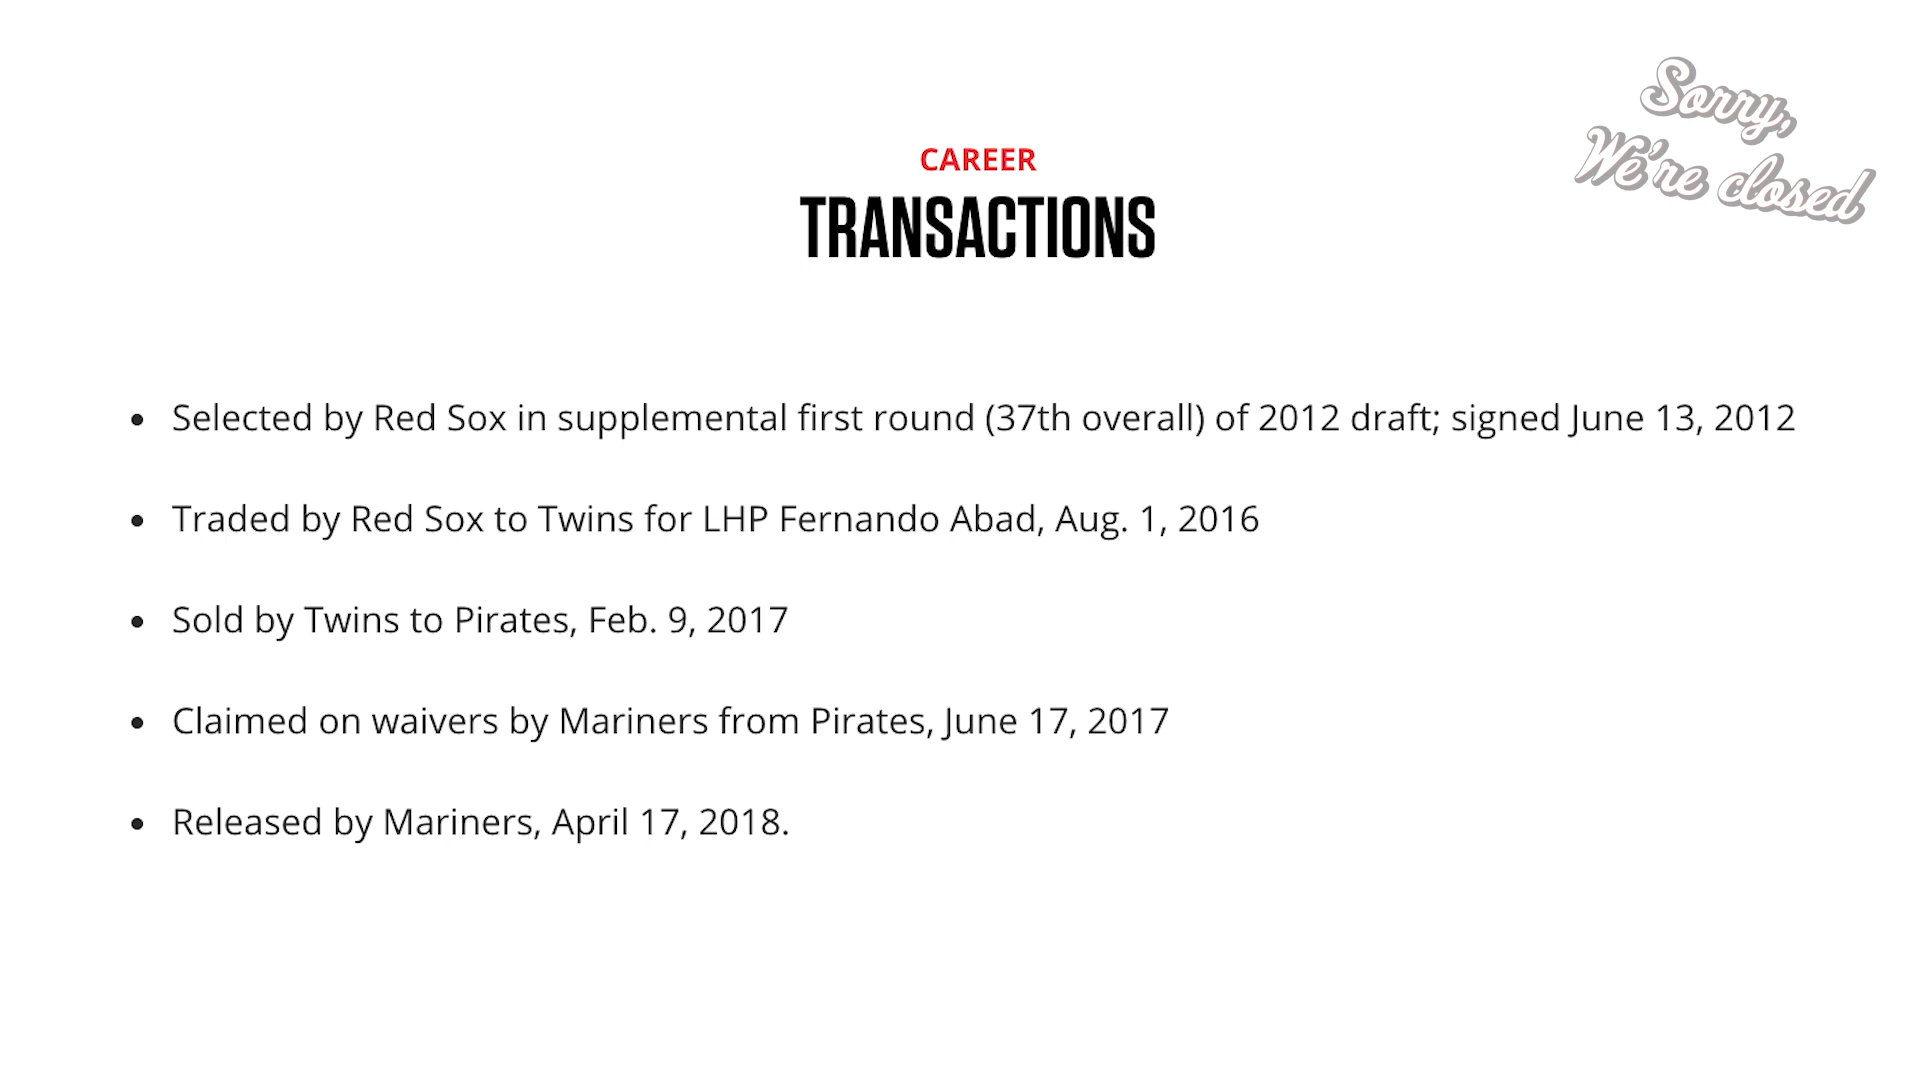 Sorry,
We're closed
CAREER
TRANSACTIONS
• Selected by Red Sox in supplemental first round (37th overall) of 2012 draft; signed June 13, 2012
• Traded by Red Sox to Twins for LHP Fernando Abad, Aug. 1, 2016
• Sold by Twins to Pirates, Feb. 9, 2017
• Claimed on waivers by Mariners from Pirates, June 17, 2017
• Released by Mariners, April 17, 2018.